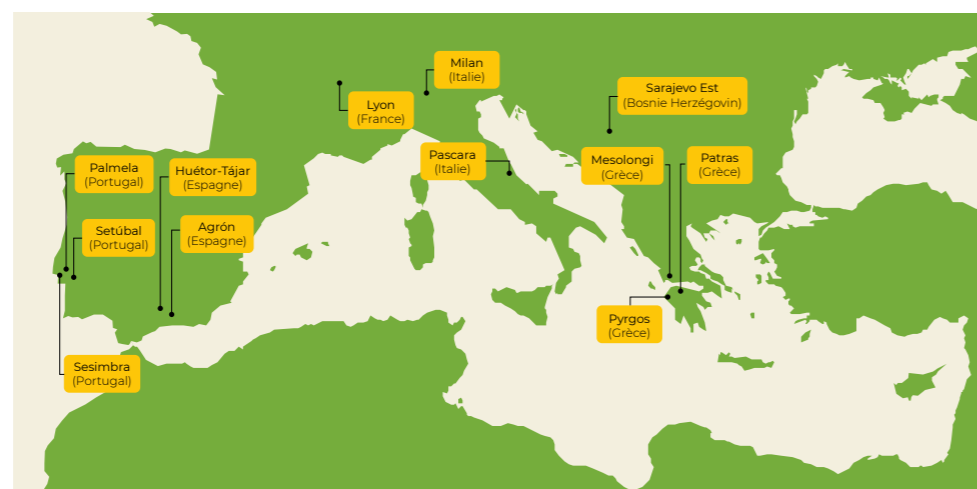 Milan
(Italie)
Lyon
(France)
Sarajevo Est
(Bosnie Herzégovin)
Pascara
(Italie)
Mesolongi
(Grèce)
Patras
(Grèce)
Palmela
(Portugal)
Huétor-Tájar
(Espagne)
Setúbal
(Portugal)
Agrón
(Espagne)
Pyrgos
(Grèce)
Sesimbra
(Portugal)